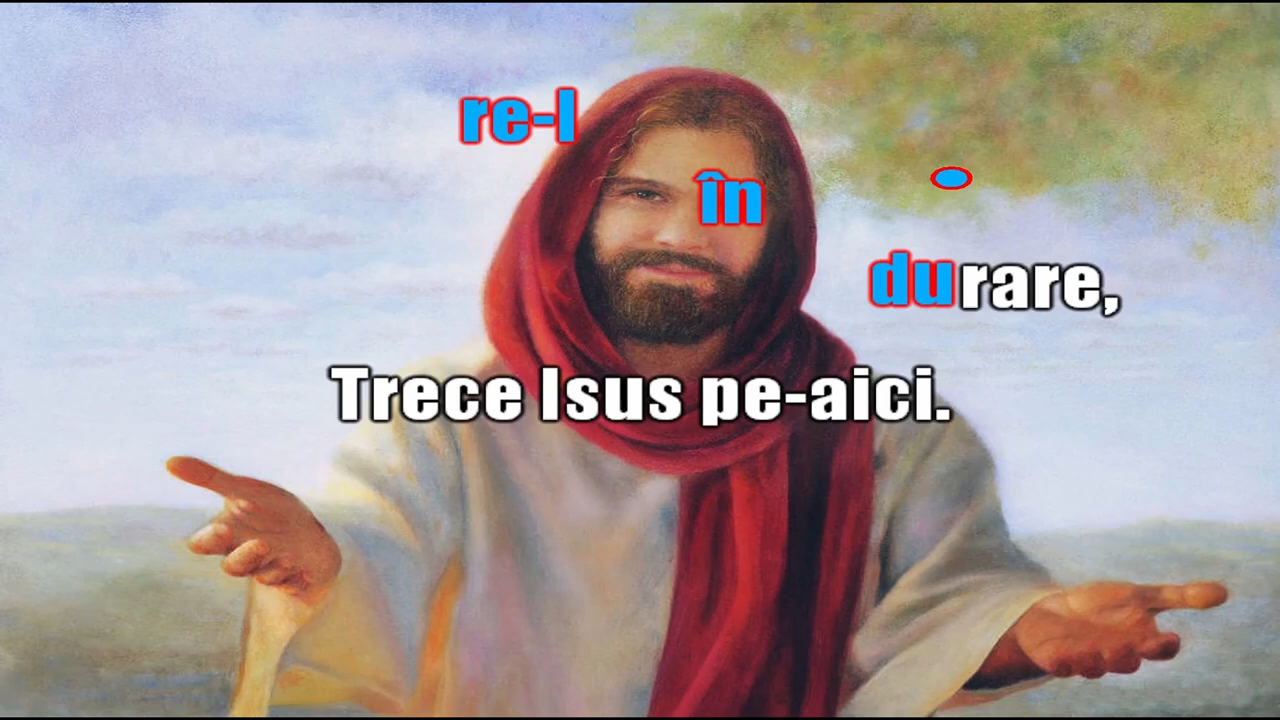 re-l
în
durare,
Trece Isus pe-aici.